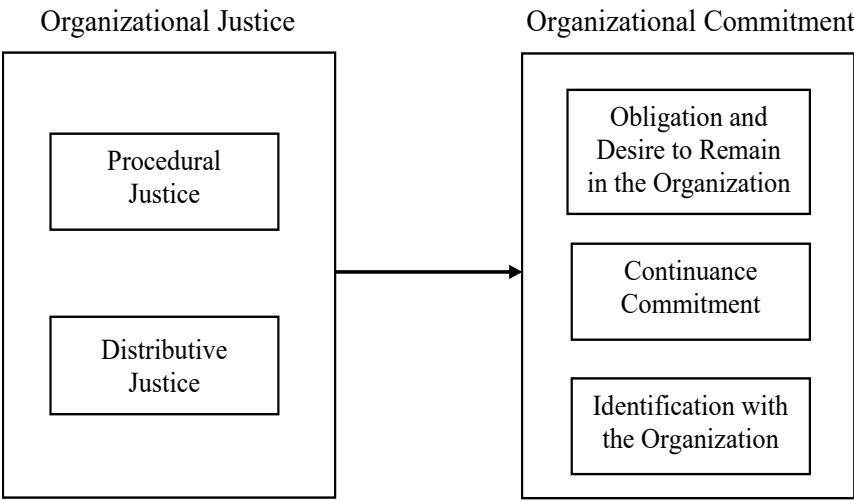 Organizational Justice
Procedural
Justice
Distributive
Justice
Organizational Commitment
Obligation and
Desire to Remain
in the Organization
Continuance
Commitment
Identification with
the Organization